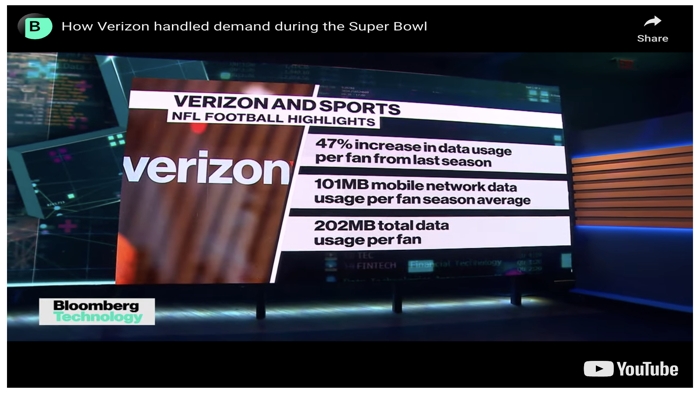 B
How Verizon handled demand during the Super Bowl
Share
VERIZON AND SPORTS
NFL FOOTBALL HIGHLIGHTS
verizon
47% increase in data usage
per fan from last season
101MB mobile network data
usage per fan season average
202MB total data
usage per fan
TEC
FINTECH
Financial Technology
Bloomberg
Technology
YouTube